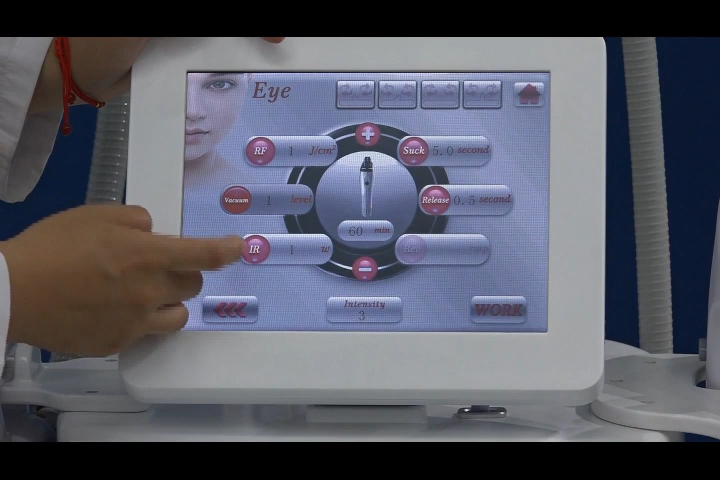 Eye
RF 1 J/cm²
Suck 5.0 second
Vacuum 1 level
Release 0.5 second
60 min
IR 1 w
Intensity
3
WORK